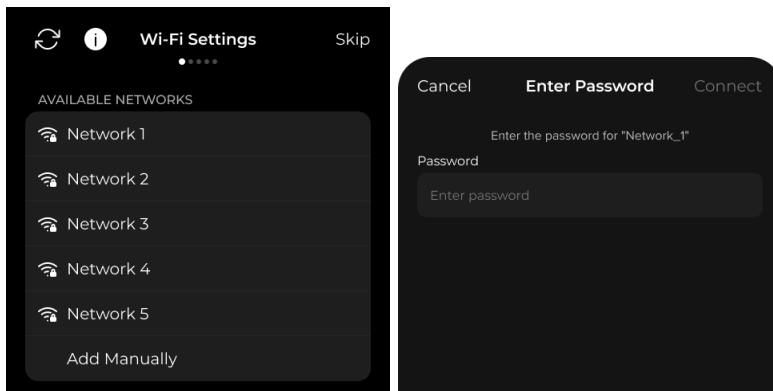 Wi-Fi Settings
Skip
AVAILABLE NETWORKS
Network 1
Network 2
Network 3
Network 4
Network 5
Add Manually
Cancel
Enter Password
Connect
Enter the password for "Network_1"
Password
Enter password